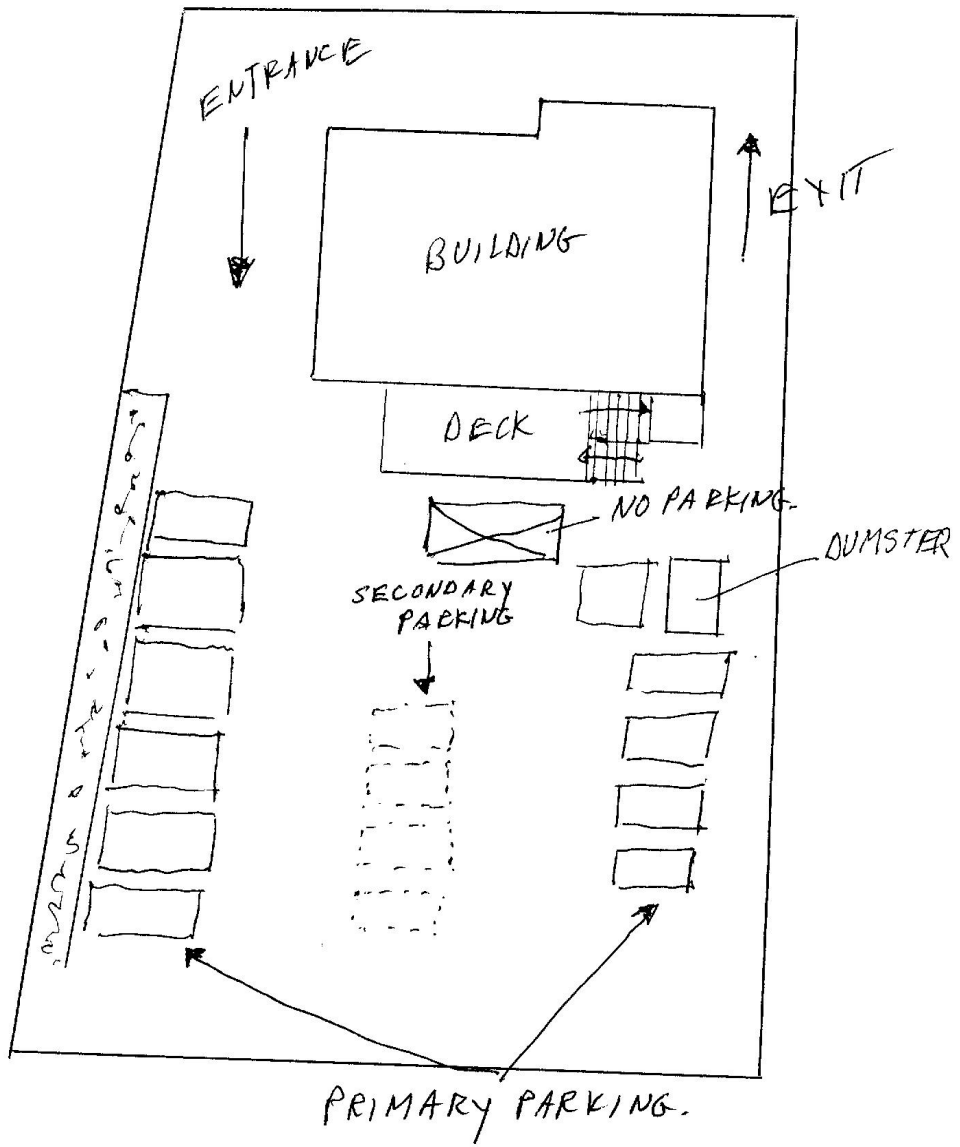 ENTRANCE
EXIT
BUILDING
DECK
NO PARKING.
DUMSTER
SECONDARY
PARKING
PRIMARY PARKING.